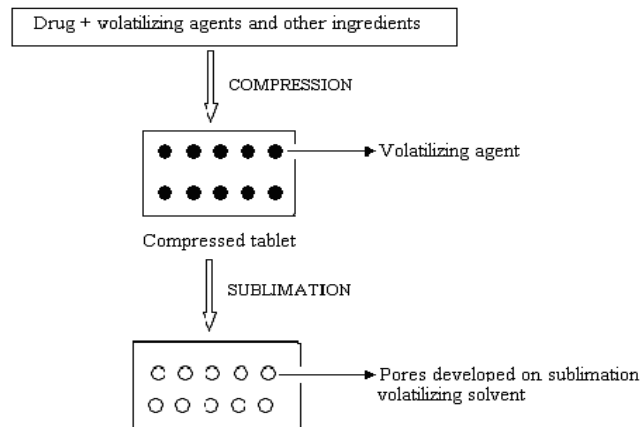 Drug + volatilizing agents and other ingredients
COMPRESSION
Volatilizing agent
Compressed tablet
SUBLIMATION
Pores developed on sublimation
volatilizing solvent